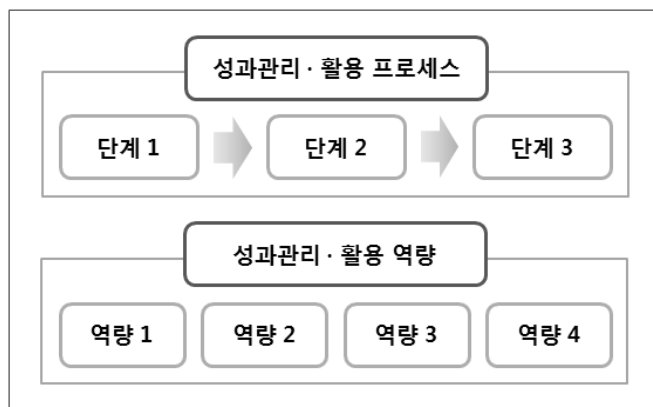 성과관리 · 활용 프로세스
단계 1
단계 2
단계 3
성과관리 · 활용 역량
역량 1
역량 2
역량 3
역량 4